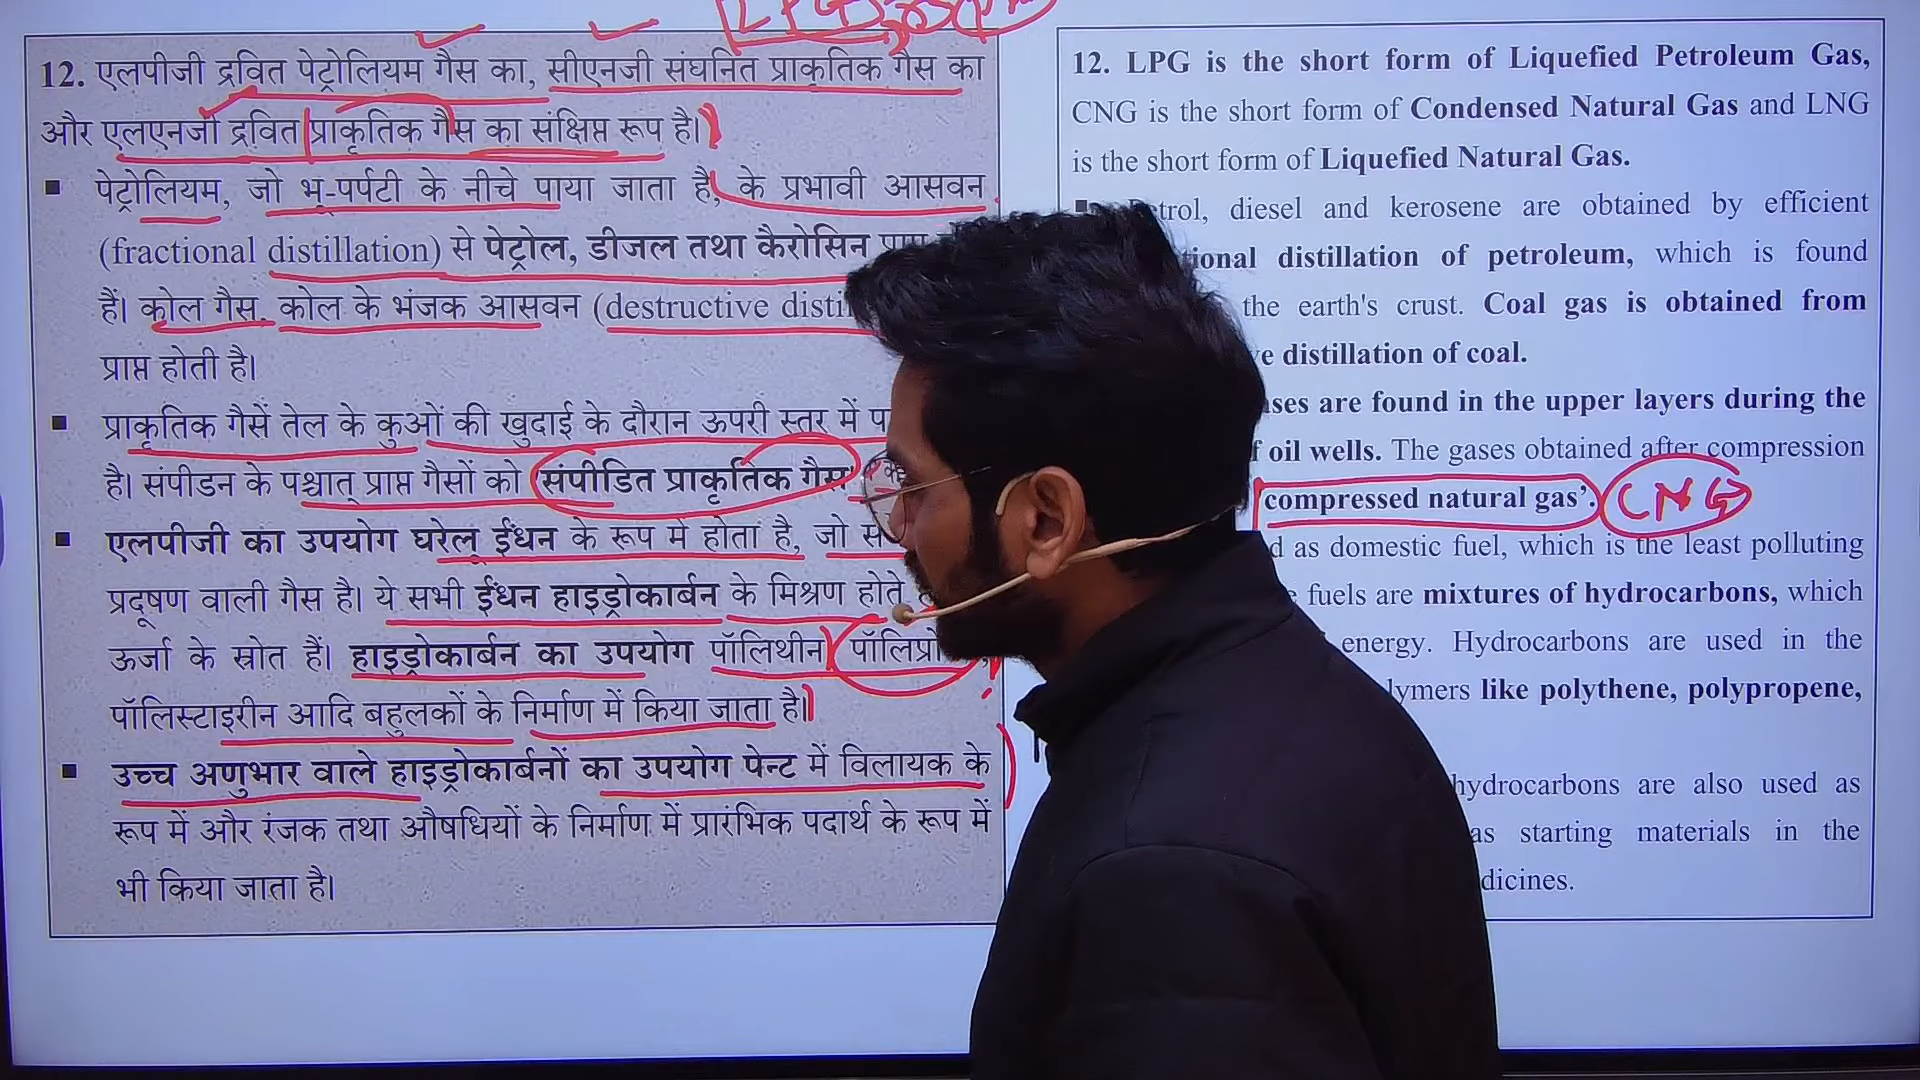 LPG
12. एलपीजी द्रवित पेट्रोलियम गैस का, सीएनजी संघनित प्राकृतिक गैस का
और एलएनजी द्रवित प्राकृतिक गैस का संक्षिप्त रूप है।
▪ पेट्रोलियम, जो भू-पर्पटी के नीचे पाया जाता है, के प्रभावी आसवन
(fractional distillation) से पेट्रोल, डीजल तथा कैरोसिन
हैं। कोल गैस, कोल के भंजक आसवन (destructive
प्राप्त होती है।
▪ प्राकृतिक गैसें तेल के कुओं की खुदाई के दौरान ऊपरी स्तर में
है। संपीडन के पश्चात् प्राप्त गैसों को 'संपीडित प्राकृतिक गैस'
▪ एलपीजी का उपयोग घरेलू ईंधन के रूप में होता है, जो
प्रदूषण वाली गैस है। ये सभी ईंधन हाइड्रोकार्बन के मिश्रण होते
ऊर्जा के स्रोत हैं। हाइड्रोकार्बन का उपयोग पॉलिथीन,
पॉलिस्टाइरीन आदि बहुलकों के निर्माण में किया जाता है।
▪ उच्च अणुभार वाले हाइड्रोकार्बनों का उपयोग पेन्ट में विलायक के
रूप में और रंजक तथा औषधियों के निर्माण में प्रारंभिक पदार्थ के रूप में
भी किया जाता है।
12. LPG is the short form of Liquefied Petroleum Gas,
CNG is the short form of Condensed Natural Gas and LNG
is the short form of Liquefied Natural Gas.
▪ diesel and kerosene are obtained by efficient
distillation of petroleum, which is found
the earth's crust. Coal gas is obtained from
distillation of coal.
are found in the upper layers during the
oil wells. The gases obtained after compression
compressed natural gas'. CNG
as domestic fuel, which is the least polluting
fuels are mixtures of hydrocarbons, which
energy. Hydrocarbons are used in the
like polythene, polypropene,
hydrocarbons are also used as
as starting materials in the